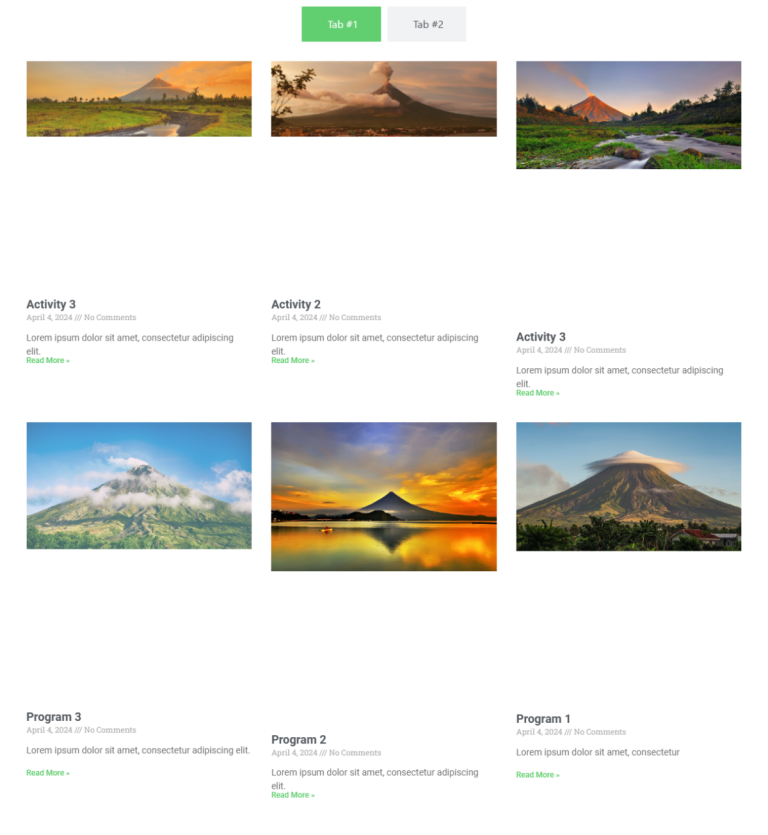 Tab #1
Tab #2
Activity 3
April 4, 2024 /// No Comments
Lorem ipsum dolor sit amet, consectetur adipiscing
elit.
Read More »
Activity 2
April 4, 2024 /// No Comments
Lorem ipsum dolor sit amet, consectetur adipiscing
elit.
Read More »
Activity 3
April 4, 2024 /// No Comments
Lorem ipsum dolor sit amet, consectetur adipiscing
elit.
Read More »
Program 3
April 4, 2024 /// No Comments
Lorem ipsum dolor sit amet, consectetur adipiscing elit.
Read More »
Program 2
April 4, 2024 /// No Comments
Lorem ipsum dolor sit amet, consectetur adipiscing
elit.
Read More »
Program 1
April 4, 2024 /// No Comments
Lorem ipsum dolor sit amet, consectetur
Read More »